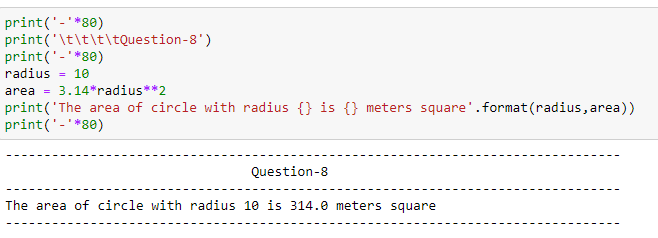 print('-'*80)
print('\t\t\t\tQuestion-8')
print('-'*80)
radius = 10
area = 3.14*radius**2
print('The area of circle with radius {} is {} meters square'.format(radius,area))
print('-'*80)
--------------------------------------------------------------------------------
Question-8
--------------------------------------------------------------------------------
The area of circle with radius 10 is 314.0 meters square
--------------------------------------------------------------------------------